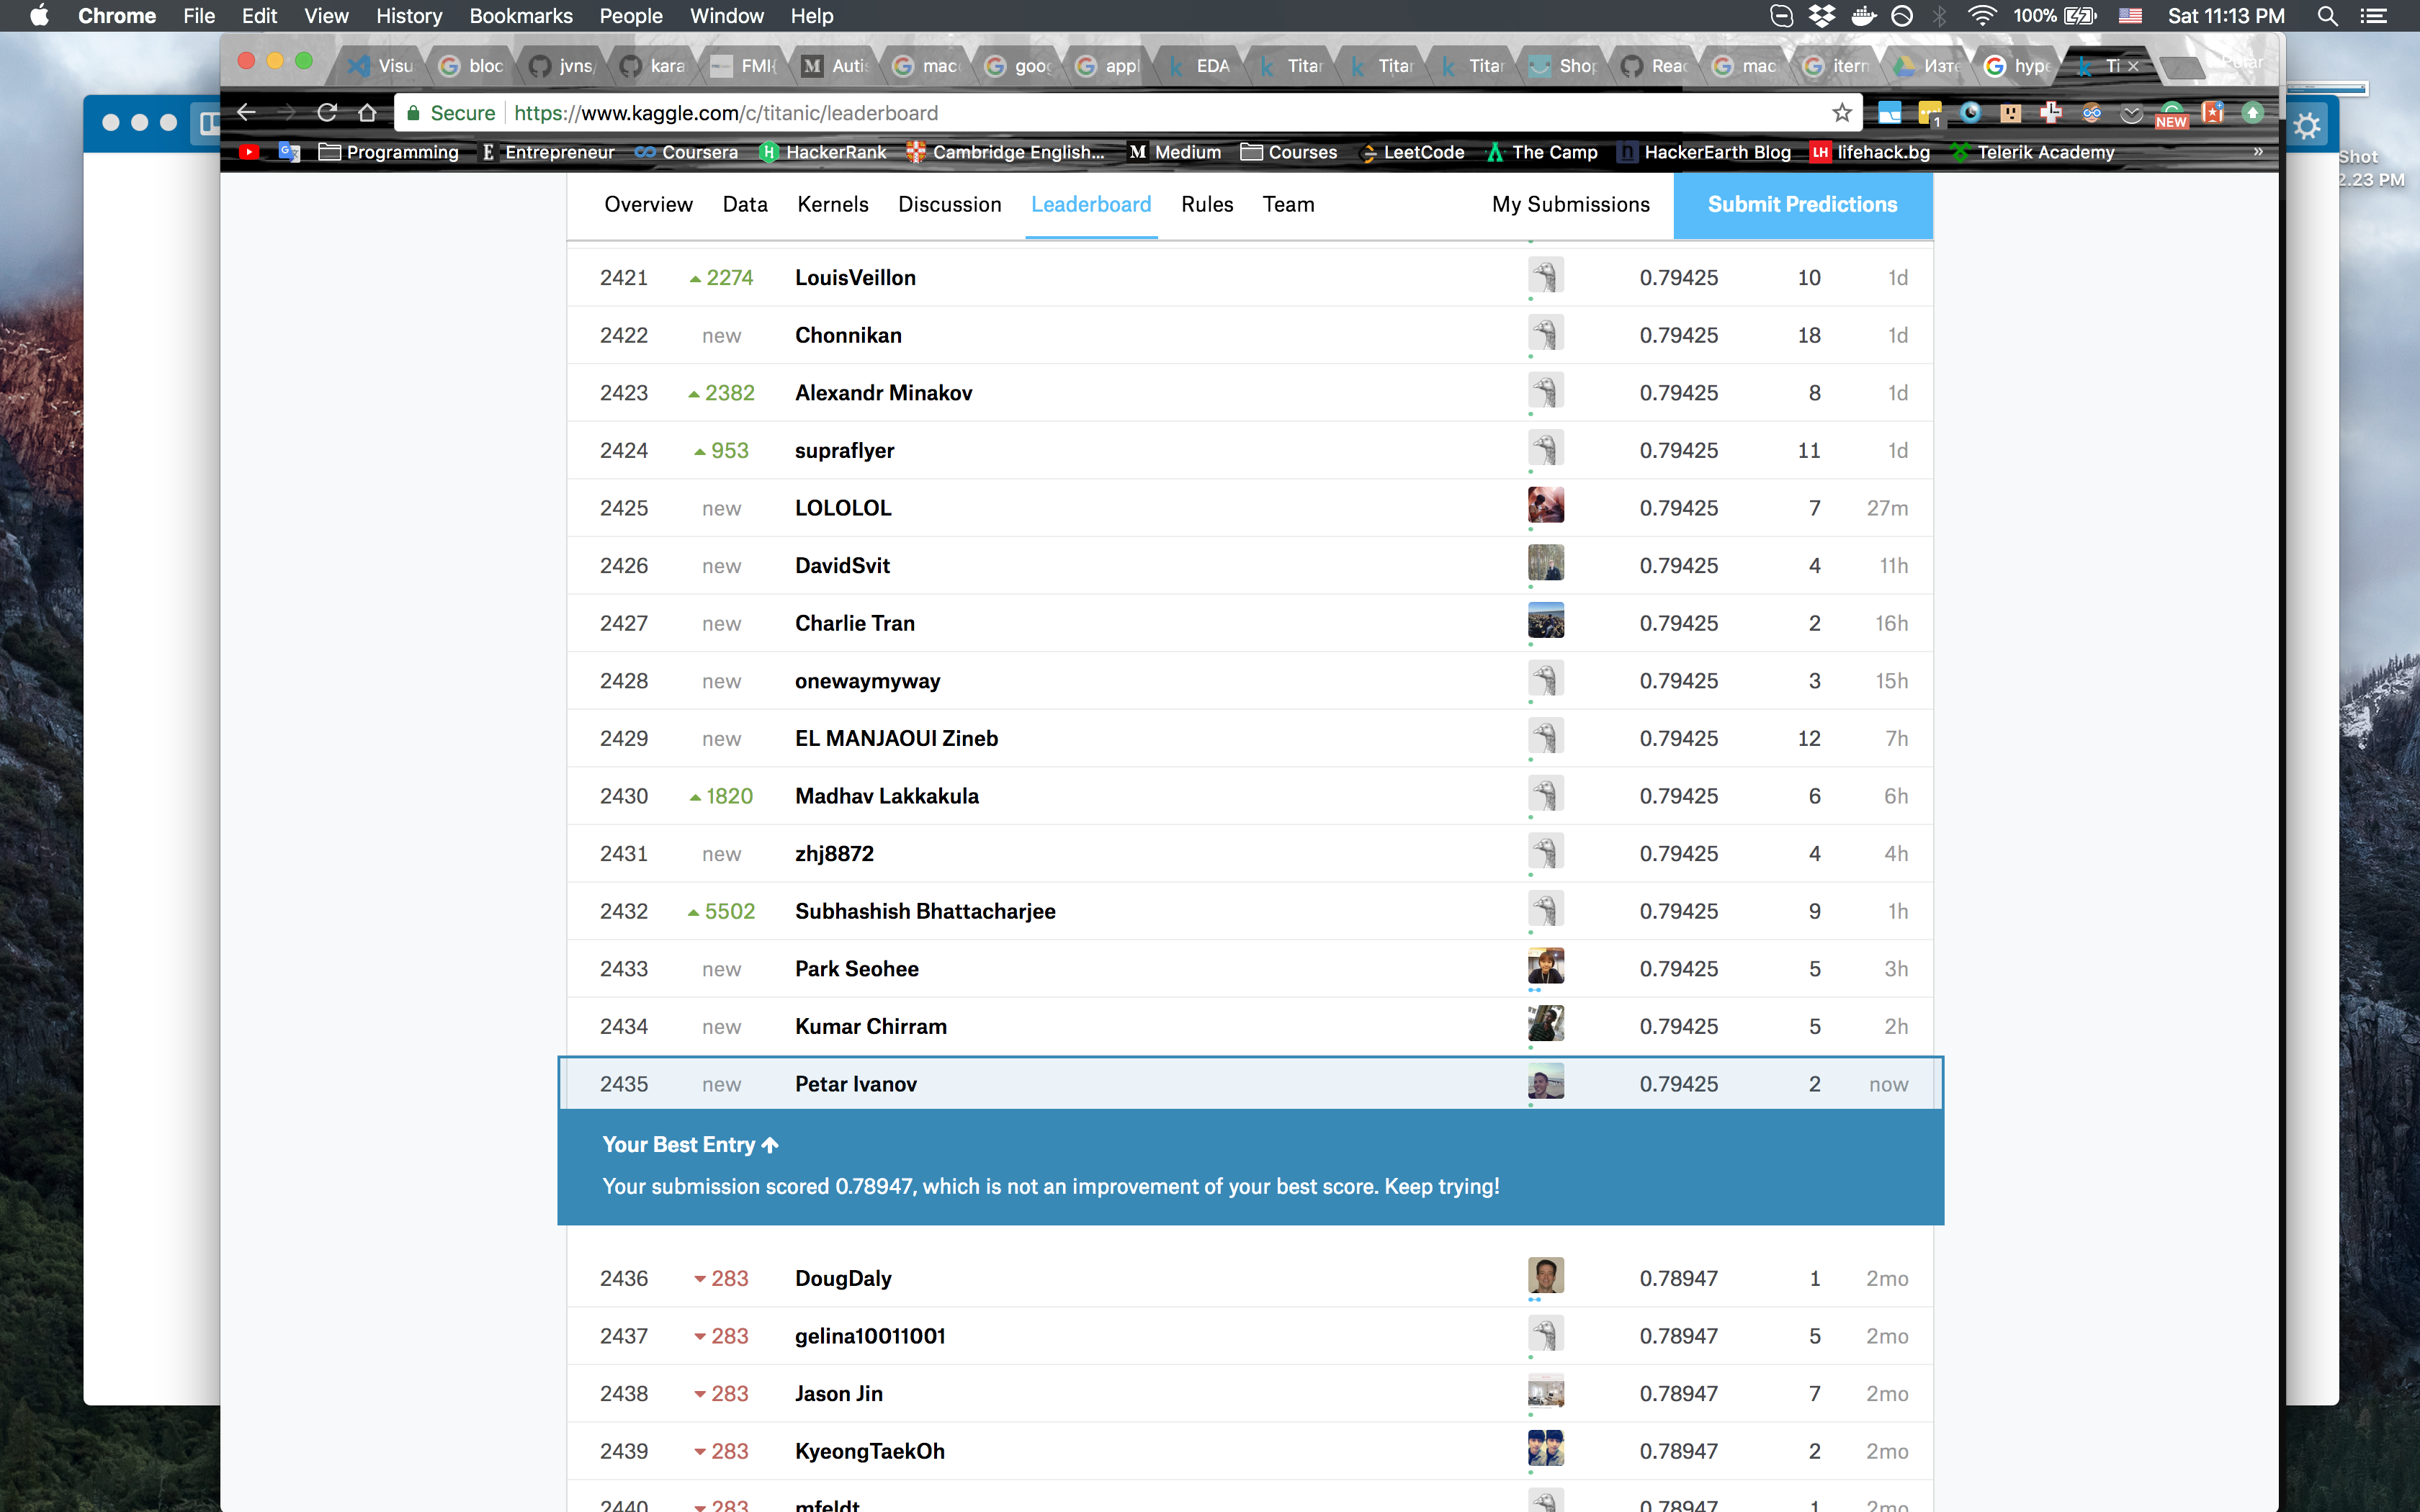 Chrome File Edit View History Bookmarks People Window Help 100% Sat 11:13 PM
Visu bloc jvns, kara FMI{ M Autis mac goog appl EDA Titar Titar Titar Shop Reac mac iterm Изте hype Ti
Secure https://www.kaggle.com/c/titanic/leaderboard 1 NEW
Programming E Entrepreneur Coursera H HackerRank Cambridge English... M Medium Courses LeetCode The Camp HackerEarth Blog LH lifehack.bg Telerik Academy »
Shot
2.23 PM
Overview Data Kernels Discussion Leaderboard Rules Team My Submissions Submit Predictions
2421 2274 LouisVeillon 0.79425 10 1d
2422 new Chonnikan 0.79425 18 1d
2423 2382 Alexandr Minakov 0.79425 8 1d
2424 953 supraflyer 0.79425 11 1d
2425 new LOLOLOL 0.79425 7 27m
2426 new DavidSvit 0.79425 4 11h
2427 new Charlie Tran 0.79425 2 16h
2428 new onewaymyway 0.79425 3 15h
2429 new EL MANJAOUI Zineb 0.79425 12 7h
2430 1820 Madhav Lakkakula 0.79425 6 6h
2431 new zhj8872 0.79425 4 4h
2432 5502 Subhashish Bhattacharjee 0.79425 9 1h
2433 new Park Seohee 0.79425 5 3h
2434 new Kumar Chirram 0.79425 5 2h
2435 new Petar Ivanov 0.79425 2 now
Your Best Entry
Your submission scored 0.78947, which is not an improvement of your best score. Keep trying!
2436 283 DougDaly 0.78947 1 2mo
2437 283 gelina10011001 0.78947 5 2mo
2438 283 Jason Jin 0.78947 7 2mo
2439 283 KyeongTaekOh 0.78947 2 2mo
2440 283 mfeldt 0.78947 1 2mo